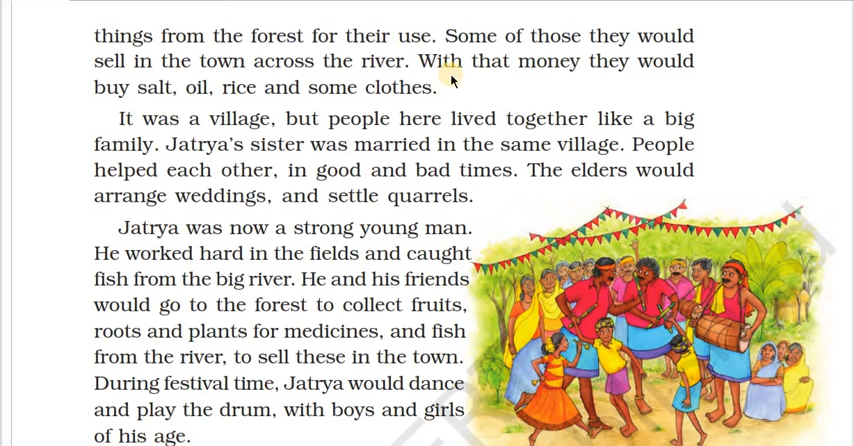 things from the forest for their use. Some of those they would
sell in the town across the river. With that money they would
buy salt, oil, rice and some clothes.
It was a village, but people here lived together like a big
family. Jatrya's sister was married in the same village. People
helped each other, in good and bad times. The elders would
arrange weddings, and settle quarrels.
Jatrya was now a strong young man.
He worked hard in the fields and caught
fish from the big river. He and his friends
would go to the forest to collect fruits,
roots and plants for medicines, and fish
from the river, to sell these in the town.
During festival time, Jatrya would dance
and play the drum, with boys and girls
of his age.